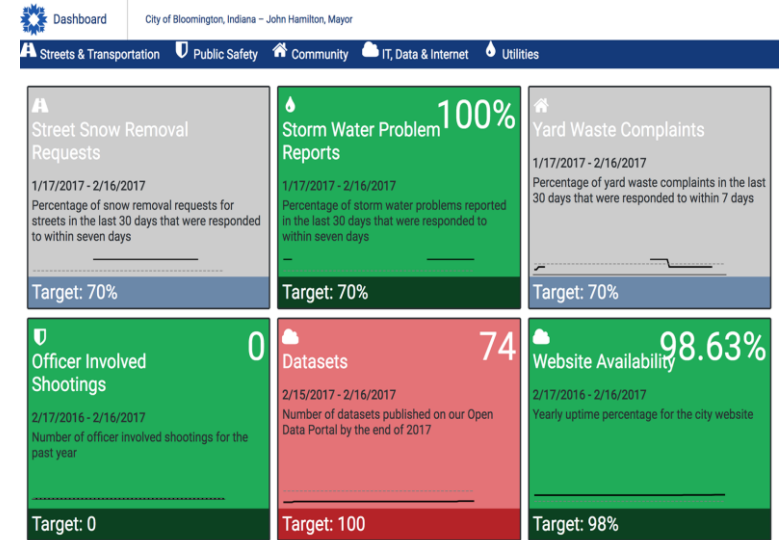 Dashboard
City of Bloomington, Indiana – John Hamilton, Mayor
Streets & Transportation
Public Safety
Community
IT, Data & Internet
Utilities
Street Snow Removal
Requests
1/17/2017 - 2/16/2017
Percentage of snow removal requests for
streets in the last 30 days that were responded
to within seven days
Target: 70%
100%
Storm Water Problem
Reports
1/17/2017 - 2/16/2017
Percentage of storm water problems reported
in the last 30 days that were responded to
within seven days
Target: 70%
Yard Waste Complaints
1/17/2017 - 2/16/2017
Percentage of yard waste complaints in the last
30 days that were responded to within 7 days
Target: 70%
0
Officer Involved
Shootings
2/17/2016 - 2/16/2017
Number of officer involved shootings for the
past year
Target: 0
74
Datasets
2/15/2017 - 2/16/2017
Number of datasets published on our Open
Data Portal by the end of 2017
Target: 100
98.63%
Website Availability
2/17/2016 - 2/16/2017
Yearly uptime percentage for the city website
Target: 98%